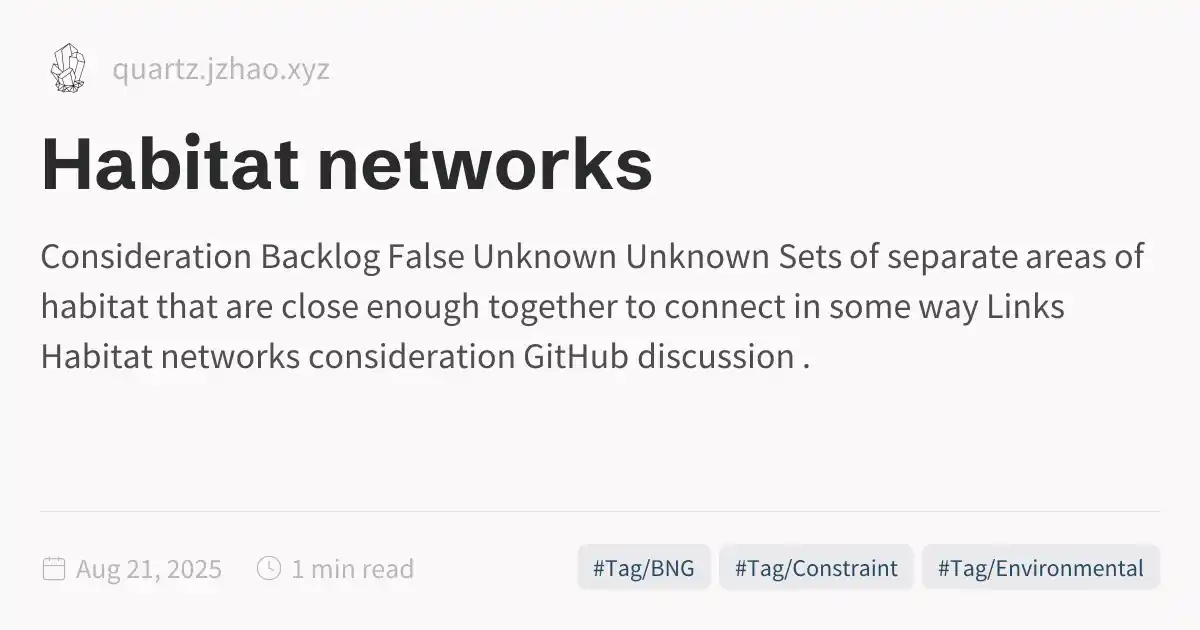 quartz.jzhao.xyz
Habitat networks
Consideration Backlog False Unknown Unknown Sets of separate areas of
habitat that are close enough together to connect in some way Links
Habitat networks consideration GitHub discussion .
Aug 21, 2025 1 min read #Tag/BNG #Tag/Constraint #Tag/Environmental